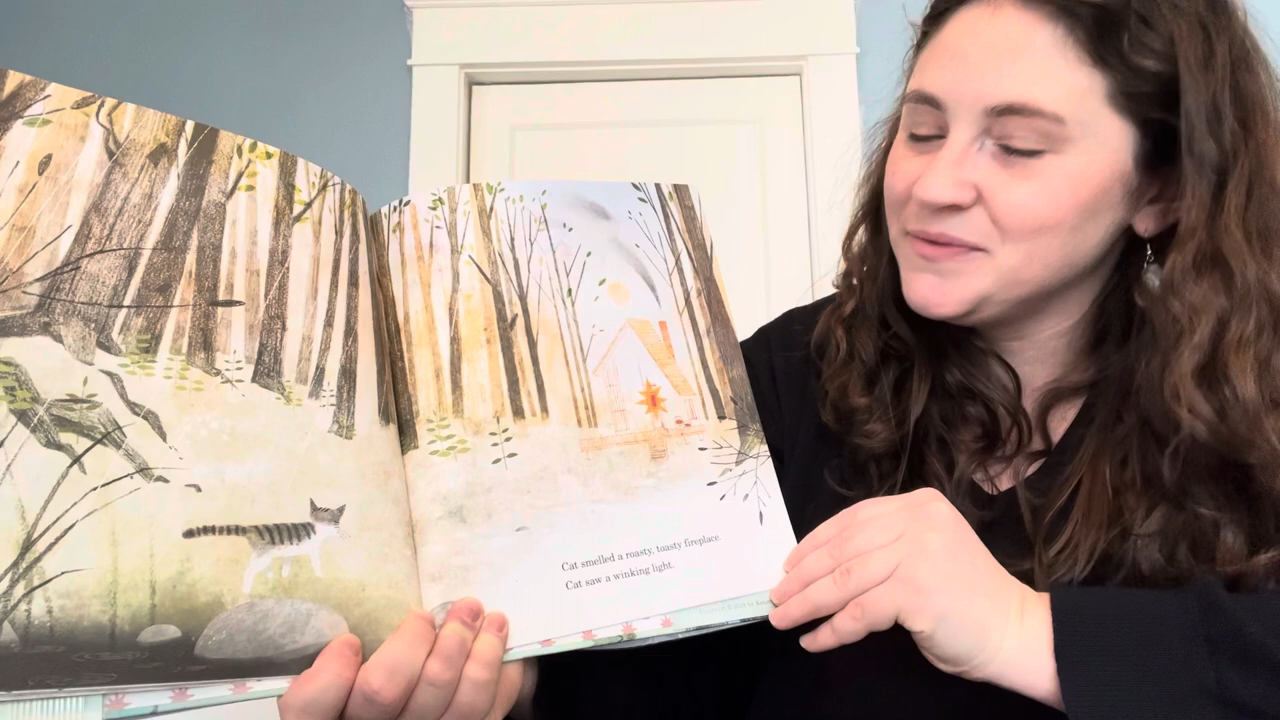 Cat smelled a roasty, toasty fireplace.
Cat saw a winking light.